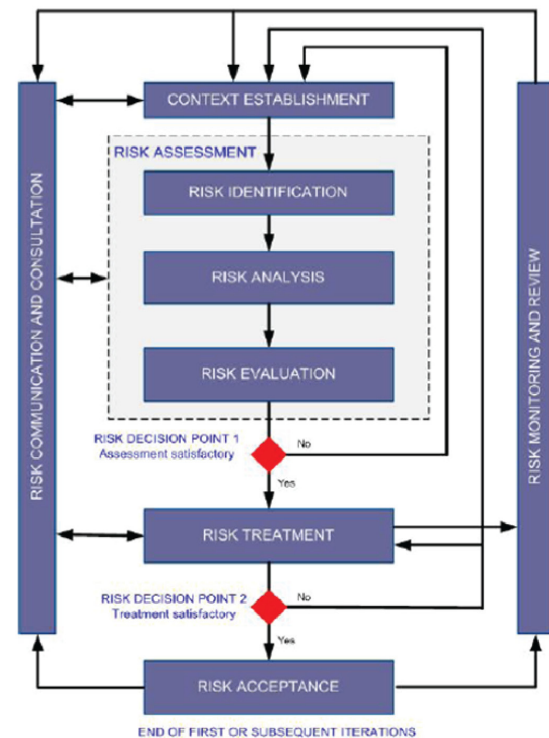 CONTEXT ESTABLISHMENT
RISK ASSESSMENT
RISK IDENTIFICATION
RISK ANALYSIS
RISK EVALUATION
RISK COMMUNICATION AND CONSULTATION
RISK MONITORING AND REVIEW
RISK DECISION POINT 1
Assessment satisfactory
No
Yes
RISK TREATMENT
RISK DECISION POINT 2
Treatment satisfactory
No
Yes
RISK ACCEPTANCE
END OF FIRST OR SUBSEQUENT ITERATIONS